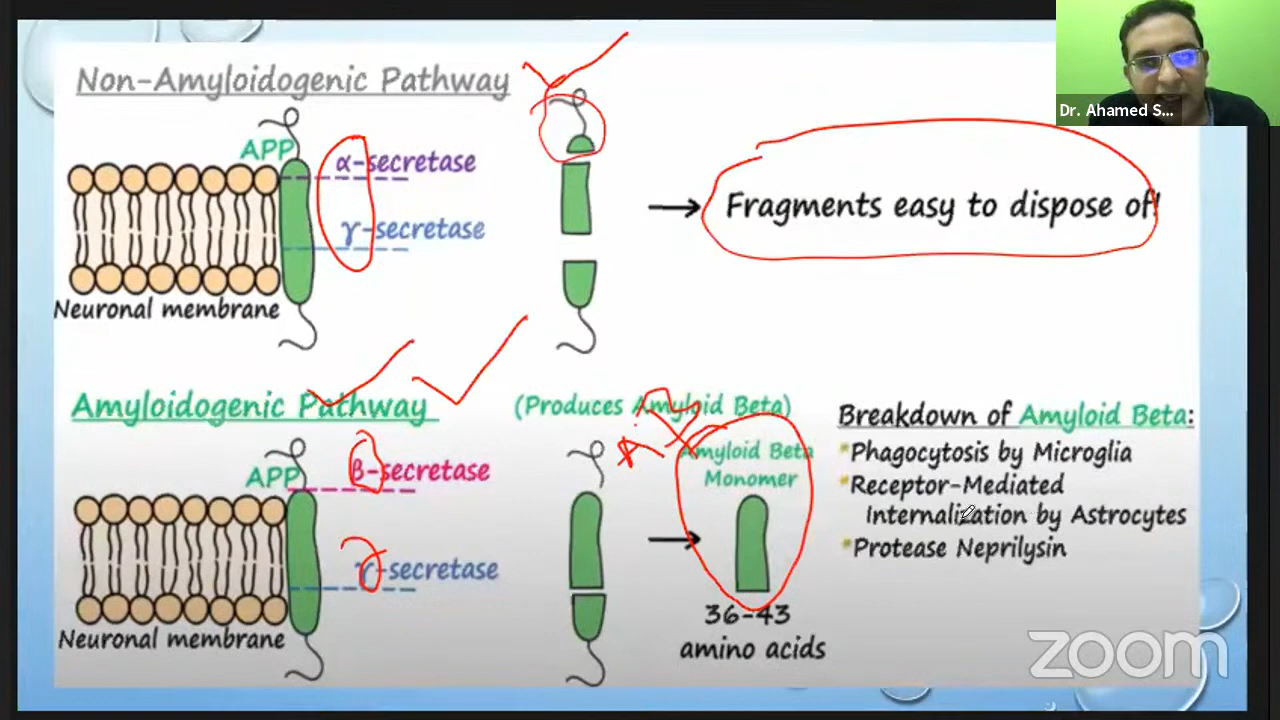 Dr. Ahamed S...
Non-Amyloidogenic Pathway
APP
α-secretase
γ-secretase
Neuronal membrane
Fragments easy to dispose of!
Amyloidogenic Pathway
(Produces Amyloid Beta)
APP
β-secretase
γ-secretase
Neuronal membrane
Amyloid Beta
Monomer
36-43
amino acids
Breakdown of Amyloid Beta:
*Phagocytosis by Microglia
*Receptor-Mediated
Internalization by Astrocytes
*Protease Neprilysin
zoom